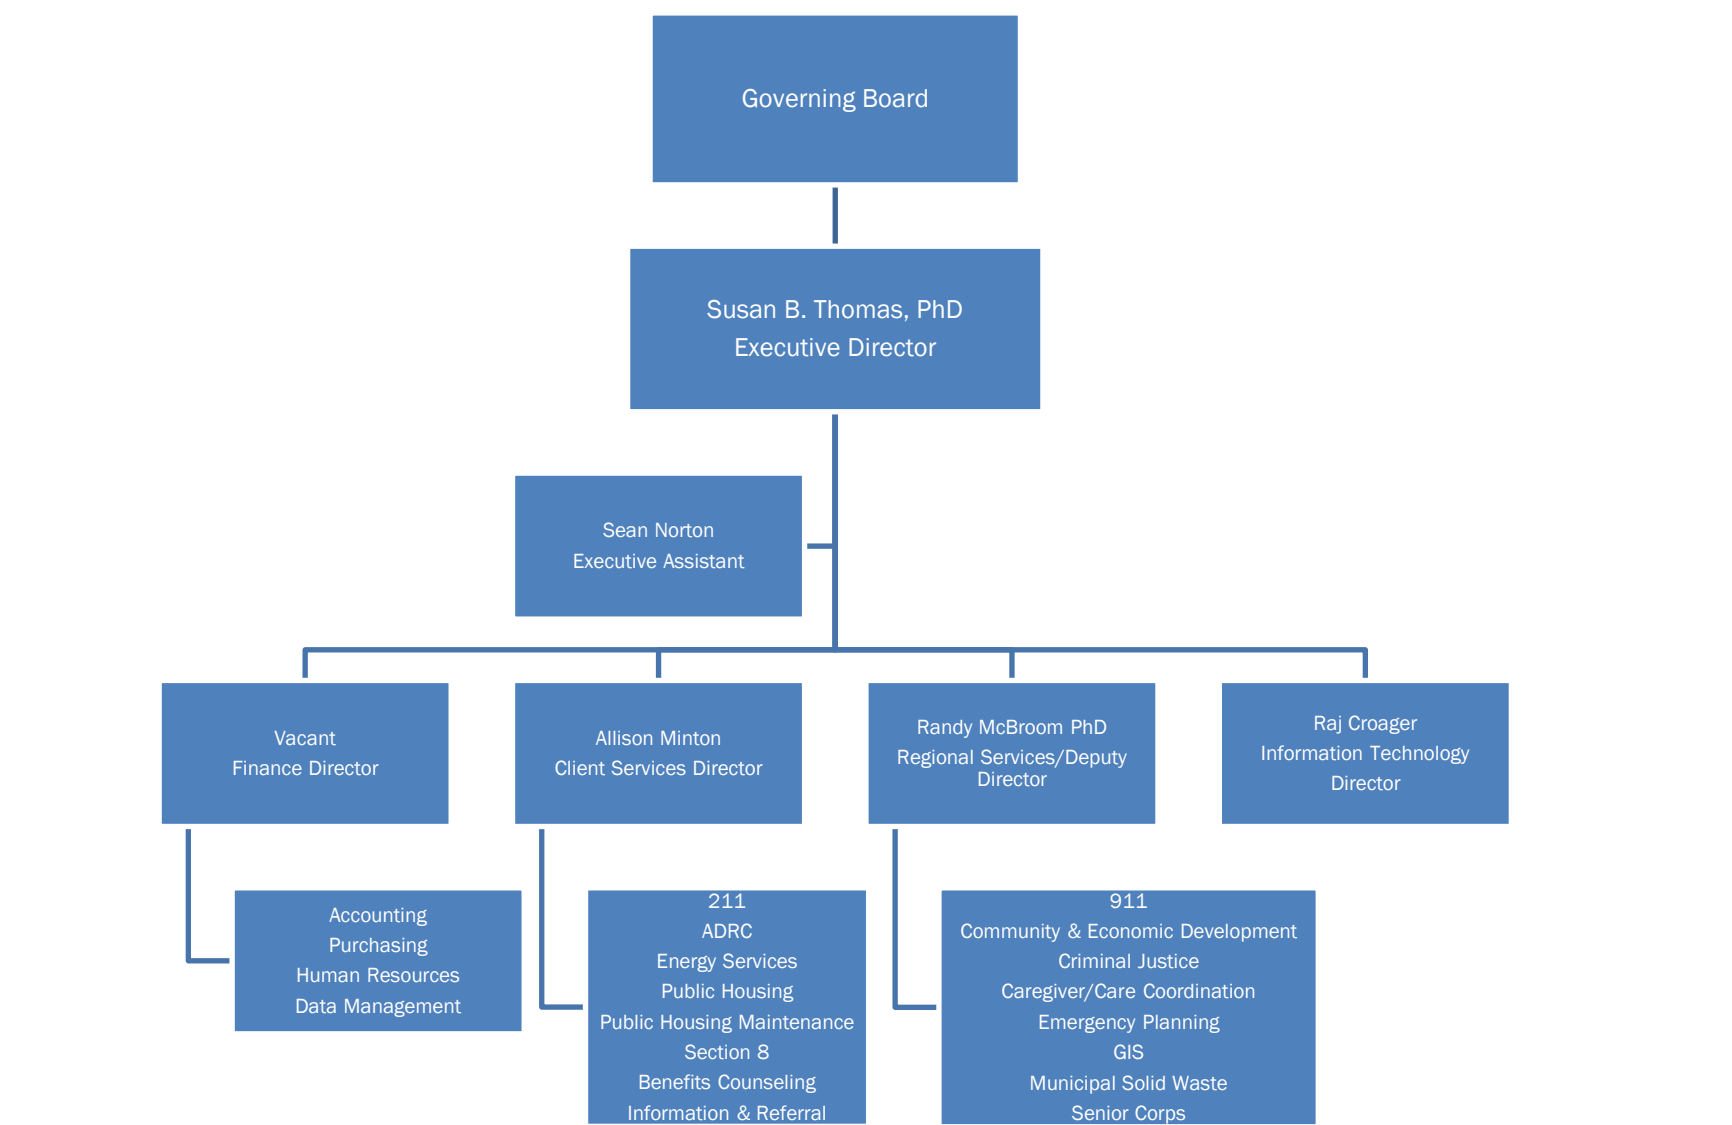 Governing Board
Susan B. Thomas, PhD
Executive Director
Sean Norton
Executive Assistant
Vacant
Finance Director
Allison Minton
Client Services Director
Randy McBroom PhD
Regional Services/Deputy
Director
Raj Croager
Information Technology
Director
Accounting
Purchasing
Human Resources
Data Management
211
ADRC
Energy Services
Public Housing
Public Housing Maintenance
Section 8
Benefits Counseling
Information & Referral
911
Community & Economic Development
Criminal Justice
Caregiver/Care Coordination
Emergency Planning
GIS
Municipal Solid Waste
Senior Corps